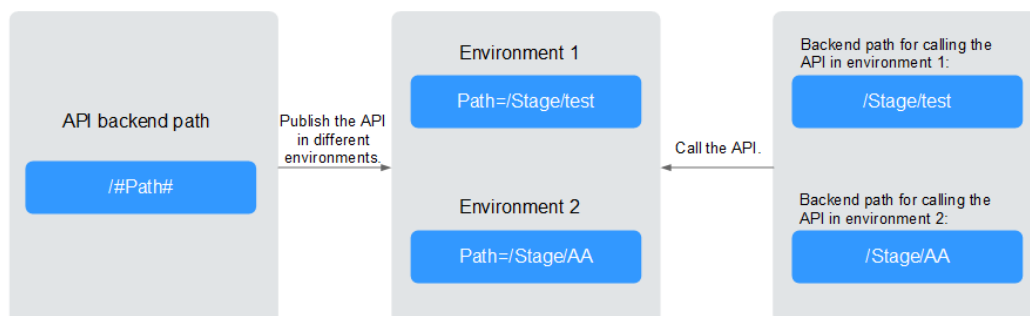 API backend path
/#Path#
Publish the API
in different
environments.
Environment 1
Path=/Stage/test
Environment 2
Path=/Stage/AA
Call the API.
Backend path for calling the
API in environment 1:
/Stage/test
Backend path for calling the
API in environment 2:
/Stage/AA